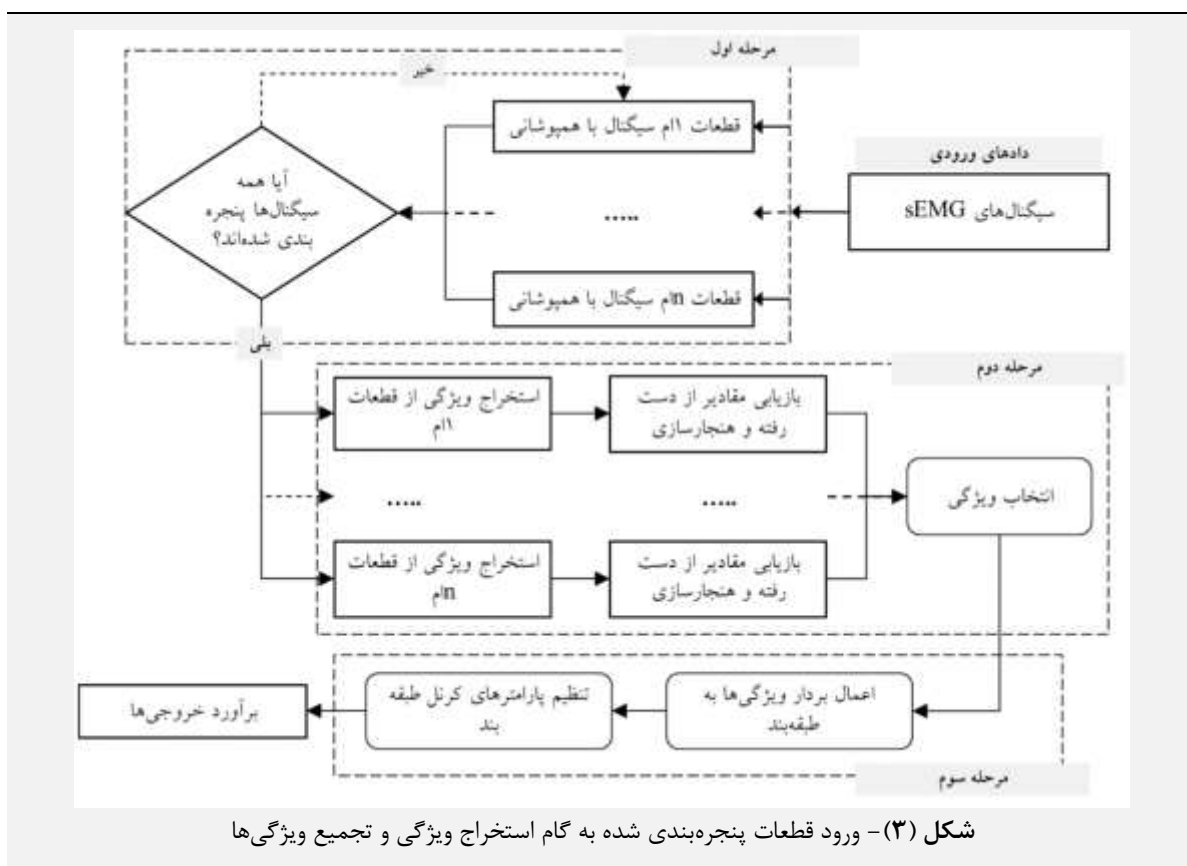 مرحله اول
خیر
قطعات ۱ام سیگنال با همپوشانی
دادهای ورودی
سیگنال‌های sEMG
آیا همه
سیگنال‌ها پنجره
بندی شده‌اند؟
.....
قطعات nام سیگنال با همپوشانی
بلی
مرحله دوم
استخراج ویژگی از قطعات
۱ام
بازیابی مقادیر از دست
رفته و هنجارسازی
انتخاب ویژگی
.....
.....
استخراج ویژگی از قطعات
nام
بازیابی مقادیر از دست
رفته و هنجارسازی
اعمال بردار ویژگی‌ها به
طبقه‌بند
تنظیم پارامترهای کرنل طبقه
بند
برآورد خروجی‌ها
مرحله سوم
شکل (۳)- ورود قطعات پنجره‌بندی شده به گام استخراج ویژگی و تجمیع ویژگی‌ها